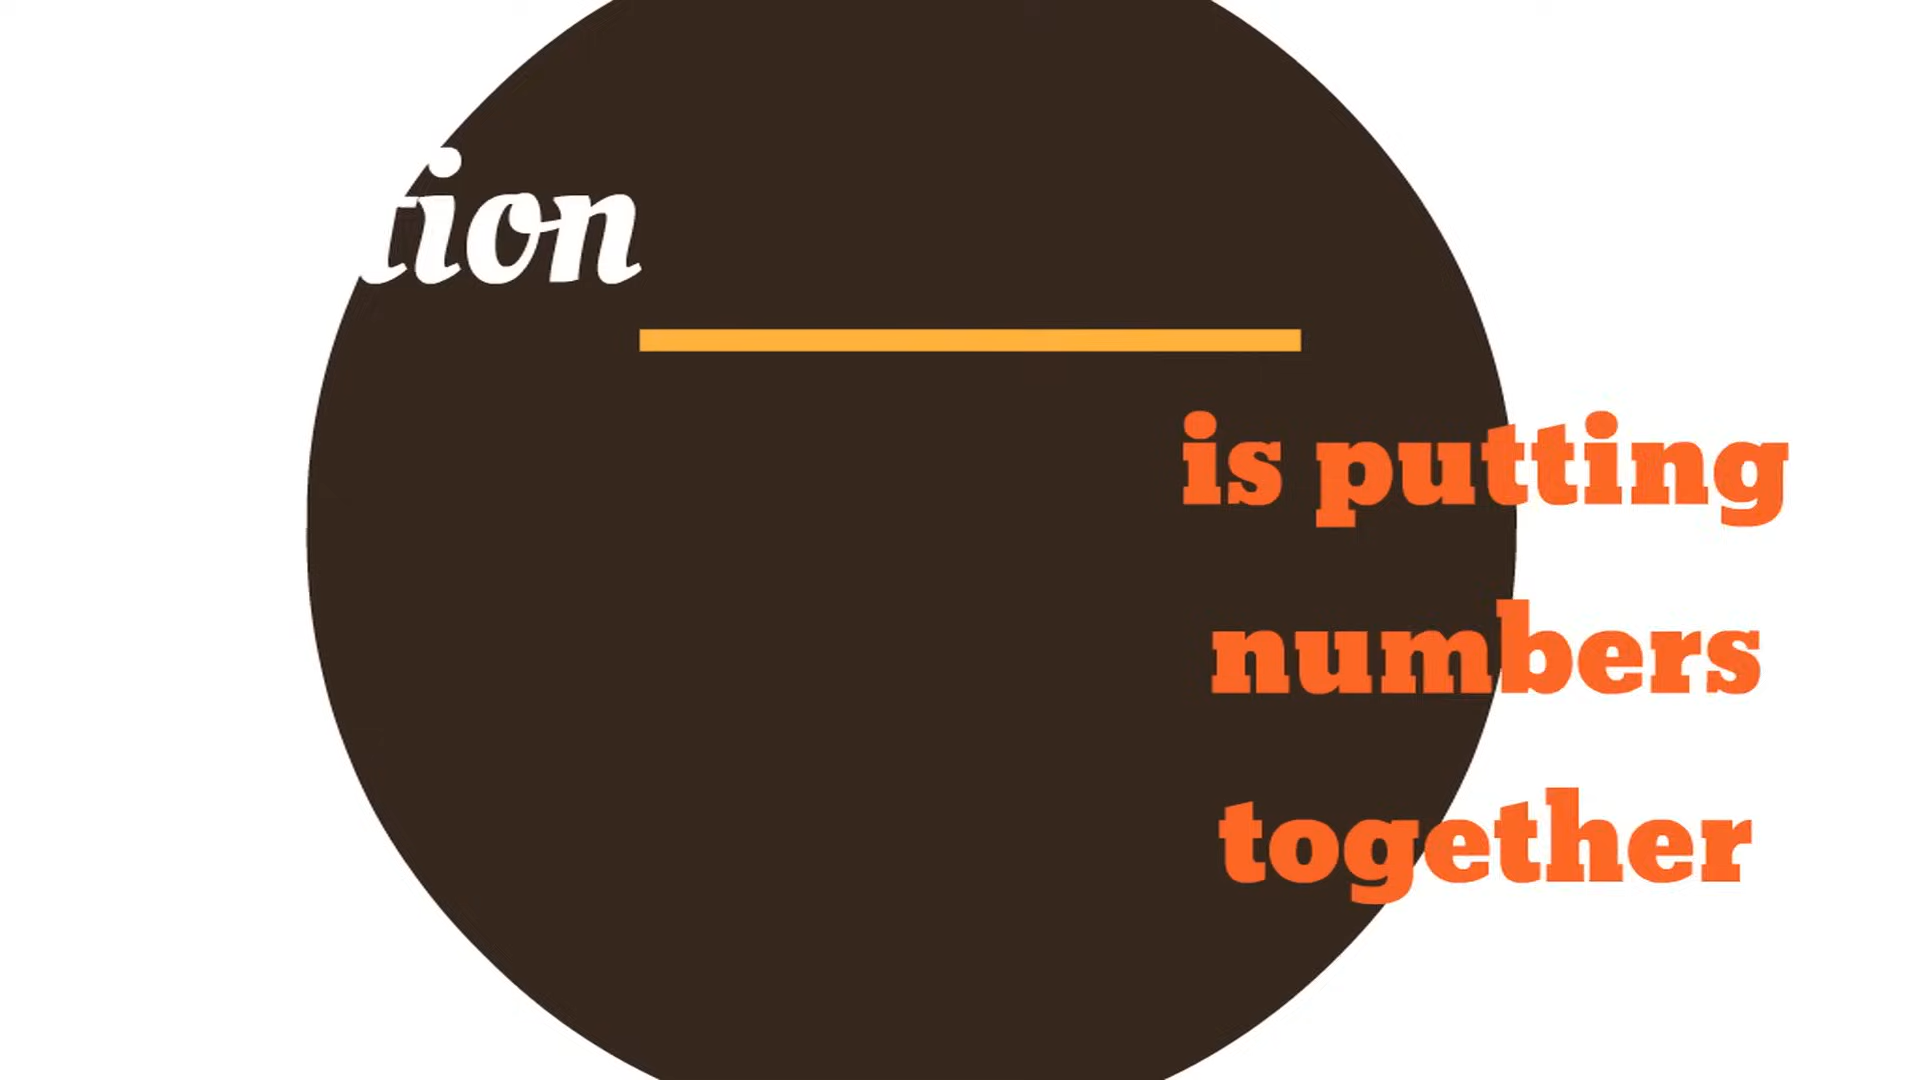 tion
is putting
numbers
together